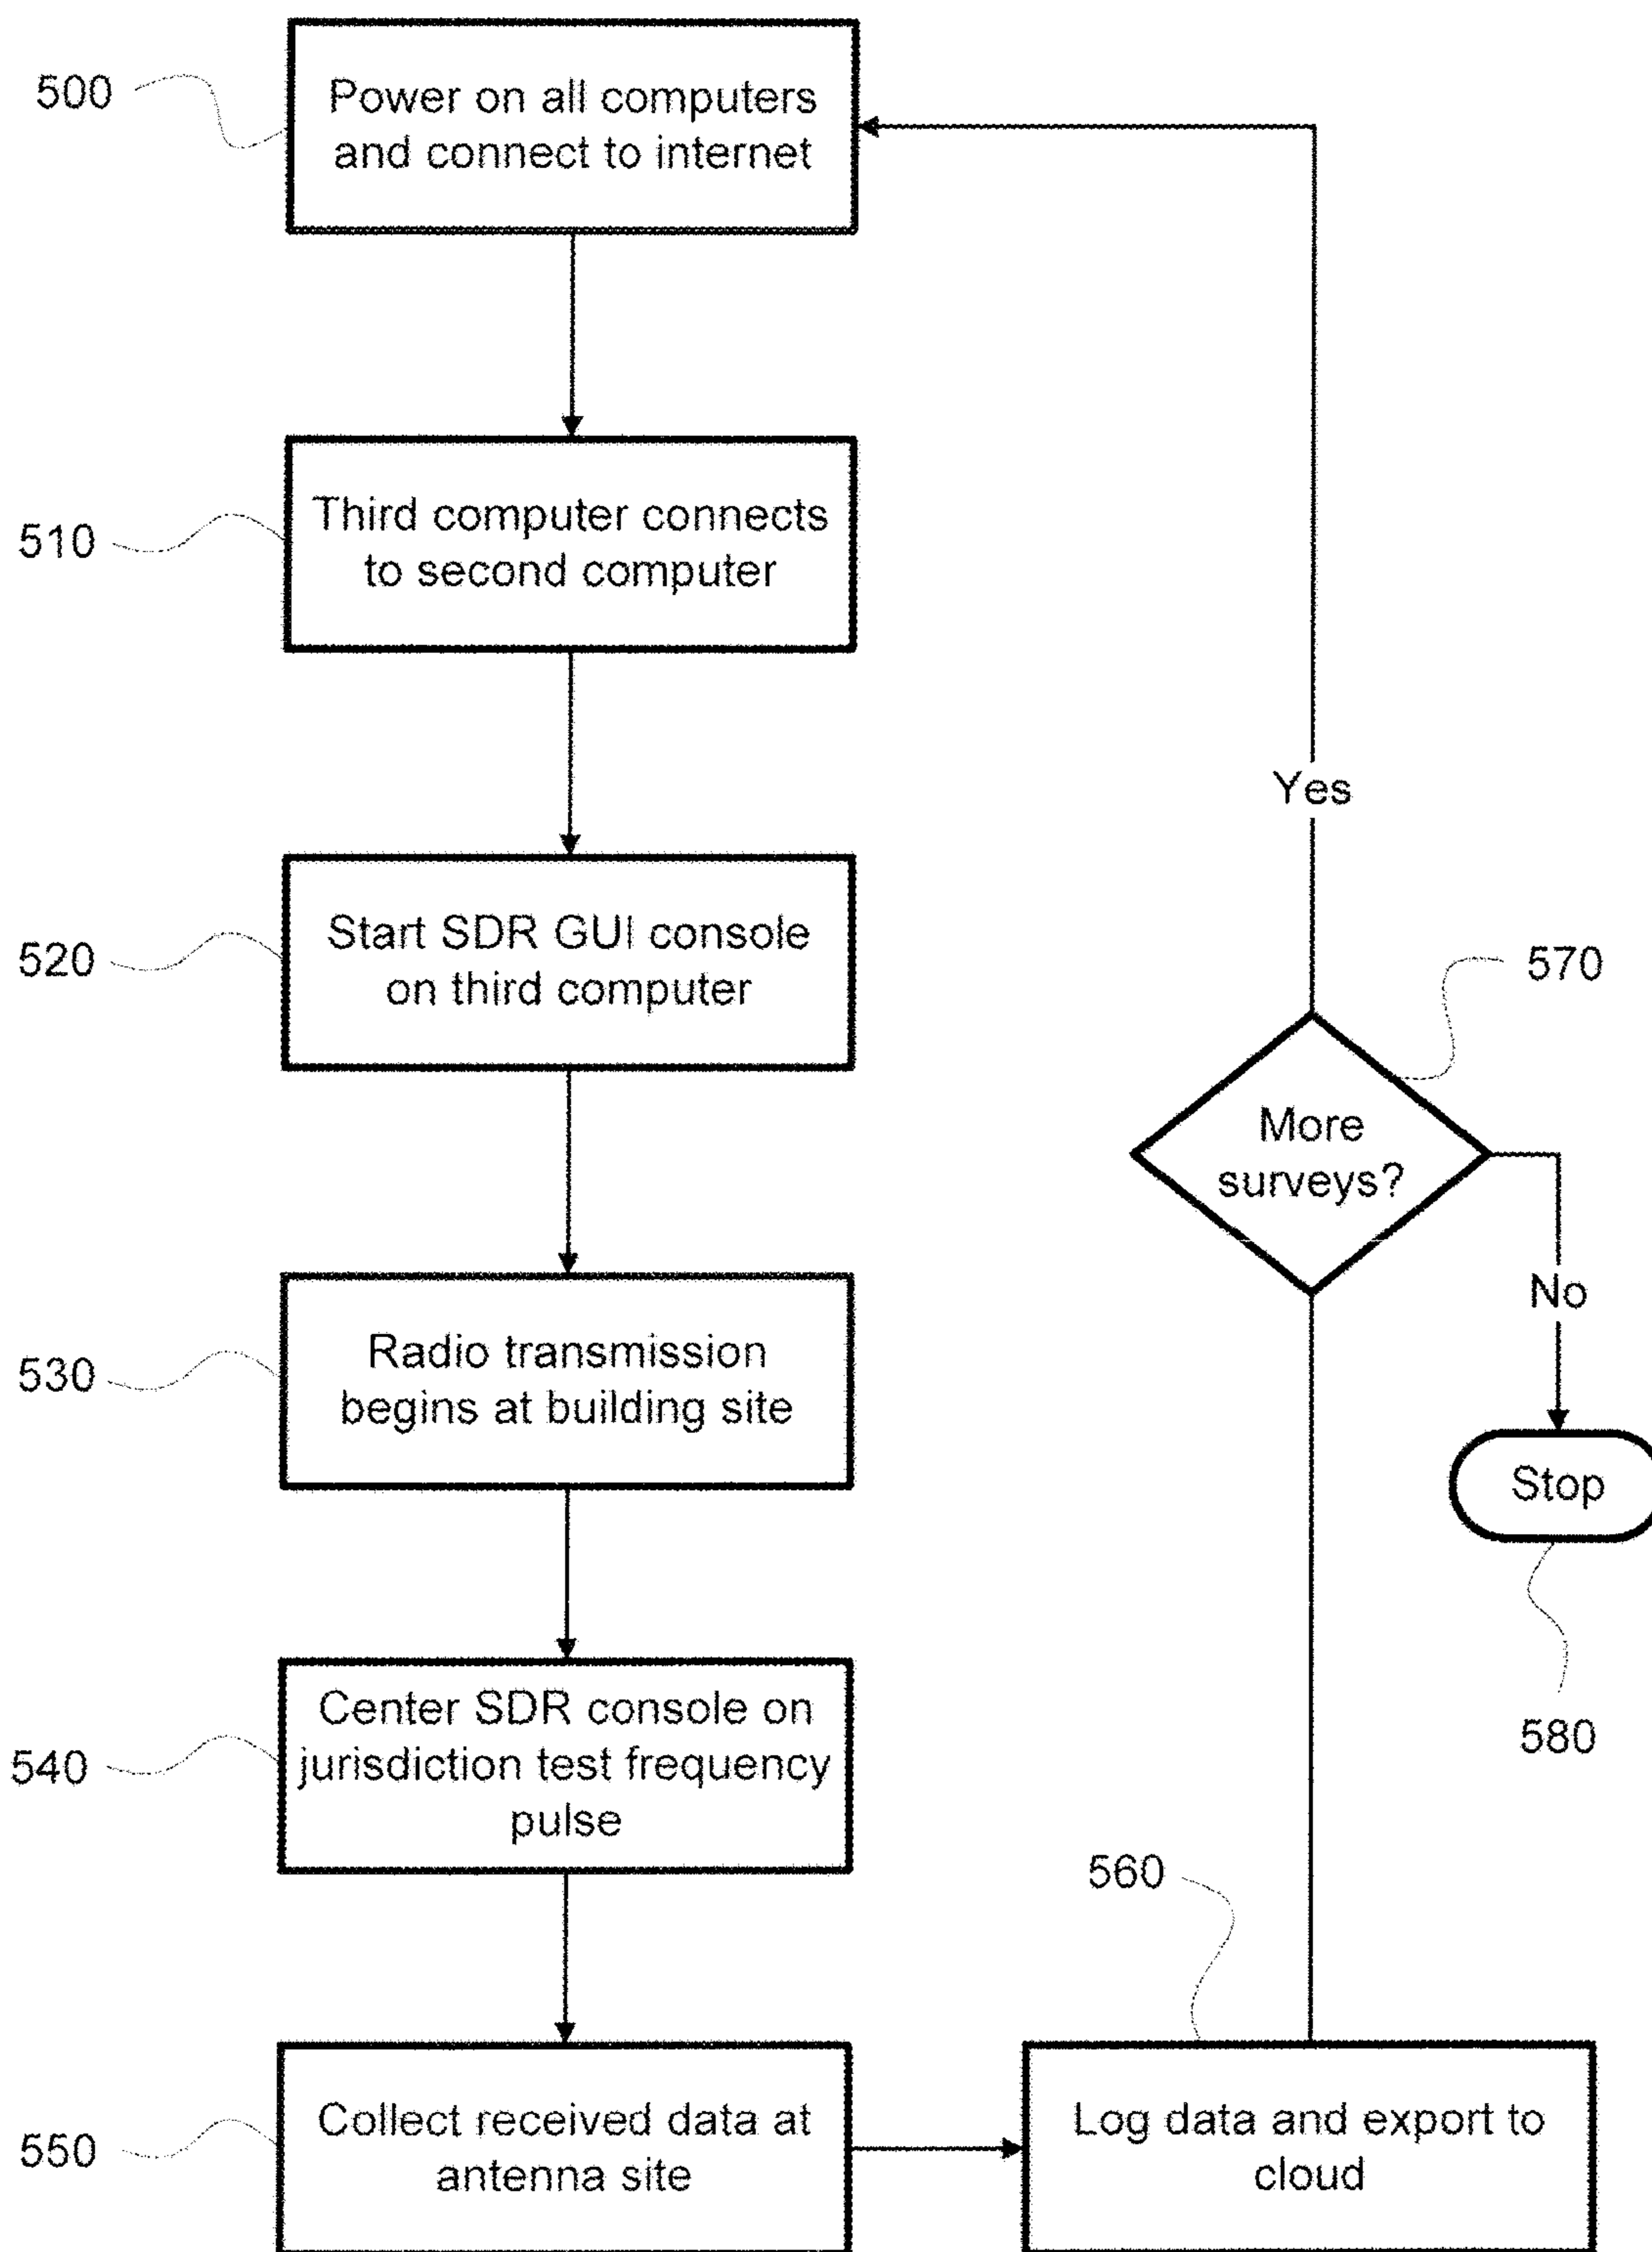 500
Power on all computers
and connect to internet
510
Third computer connects
to second computer
520
Start SDR GUI console
on third computer
530
Radio transmission
begins at building site
540
Center SDR console on
jurisdiction test frequency
pulse
550
Collect received data at
antenna site
560
Log data and export to
cloud
570
More
surveys?
Yes
No
Stop
580